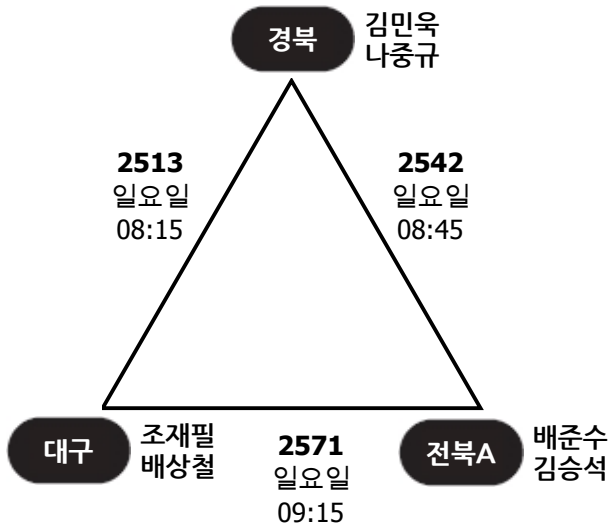 경북
김민욱
나중규
2513
일요일
08:15
2542
일요일
08:45
대구
조재필
배상철
2571
일요일
09:15
전북A
배준수
김승석